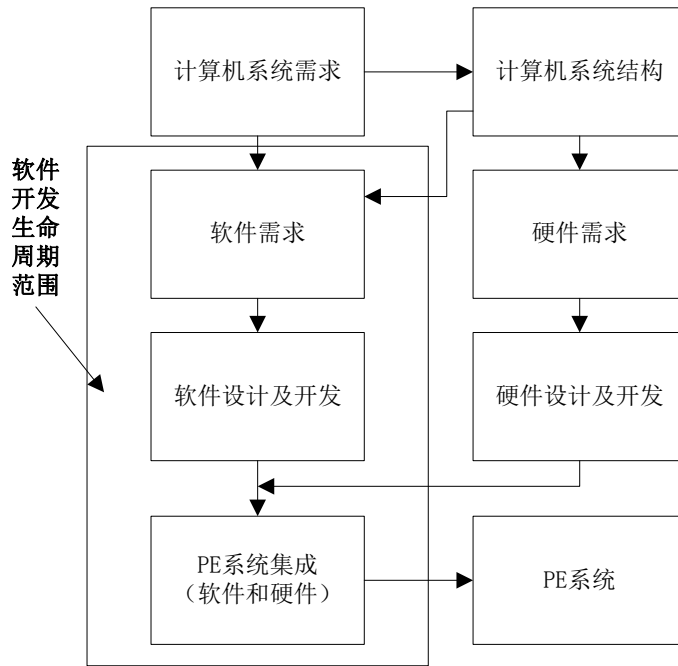 计算机系统需求
计算机系统结构
软件
开发
生命
周期
范围
软件需求
硬件需求
软件设计及开发
硬件设计及开发
PE系统集成
（软件和硬件）
PE系统